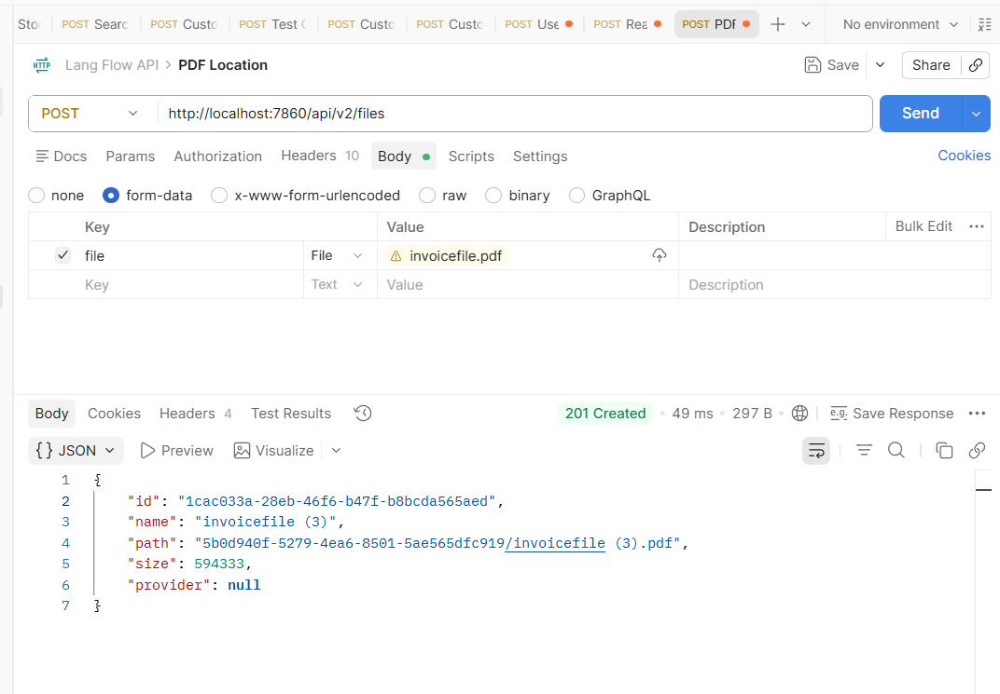 Sto POST Searc POST Custo POST Test C POST Custo POST Custo POST Use POST Rea POST PDF No environment
HTTP Lang Flow API > PDF Location Save Share
POST http://localhost:7860/api/v2/files Send
Docs Params Authorization Headers 10 Body Scripts Settings Cookies
none form-data x-www-form-urlencoded raw binary GraphQL
Key Value Description Bulk Edit
file File invoicefile.pdf
Key Text Value Description
Body Cookies Headers 4 Test Results 201 Created 49 ms 297 B e.g. Save Response
{} JSON Preview Visualize
1 {
2 "id": "1cac033a-28eb-46f6-b47f-b8bcda565aed",
3 "name": "invoicefile (3)",
4 "path": "5b0d940f-5279-4ea6-8501-5ae565dfc919/invoicefile (3).pdf",
5 "size": 594333,
6 "provider": null
7 }